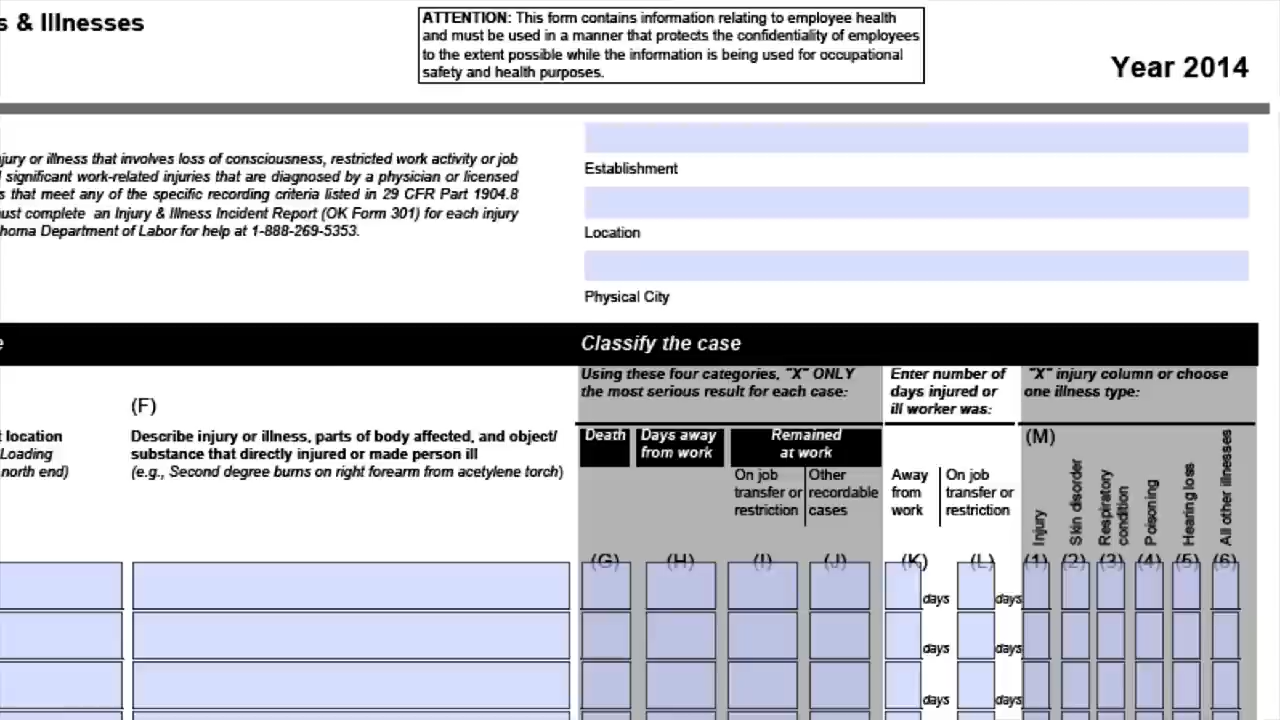 s & Illnesses
ATTENTION: This form contains information relating to employee health
and must be used in a manner that protects the confidentiality of employees
to the extent possible while the information is being used for occupational
safety and health purposes.
Year 2014
jury or illness that involves loss of consciousness, restricted work activity or job
significant work-related injuries that are diagnosed by a physician or licensed
s that meet any of the specific recording criteria listed in 29 CFR Part 1904.8
ust complete an Injury & Illness Incident Report (OK Form 301) for each injury
homa Department of Labor for help at 1-888-269-5353.
Establishment
Location
Physical City
e
Classify the case
(F)
t location
Loading
north end)
Describe injury or illness, parts of body affected, and object/
substance that directly injured or made person ill
(e.g., Second degree burns on right forearm from acetylene torch)
Using these four categories, "X" ONLY
the most serious result for each case:
Enter number of
days injured or
ill worker was:
"X" injury column or choose
one illness type:
Death
Days away
from work
Remained
at work
On job
transfer or
restriction
Other
recordable
cases
Away
from
work
On job
transfer or
restriction
(M)
Injury
Skin disorder
Respiratory
condition
Poisoning
Hearing loss
All other illnesses
(G) (H) (I) (J) (K) (L) (1) (2) (3) (4) (5) (6)
days days
days days
days days